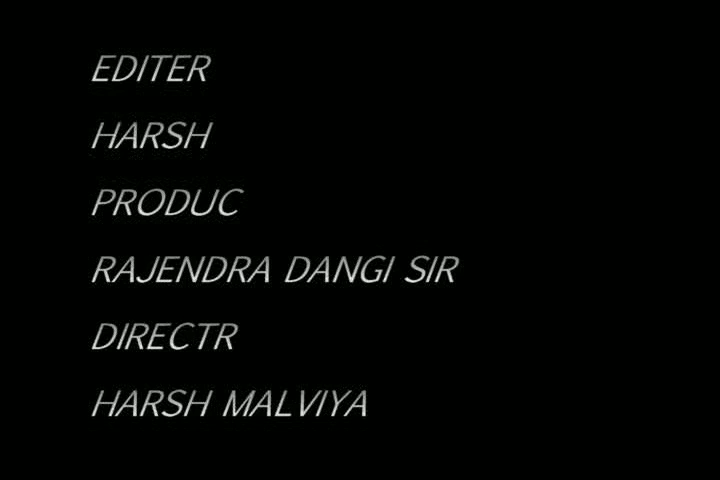 EDITER
HARSH
PRODUC
RAJENDRA DANGI SIR
DIRECTR
HARSH MALVIYA